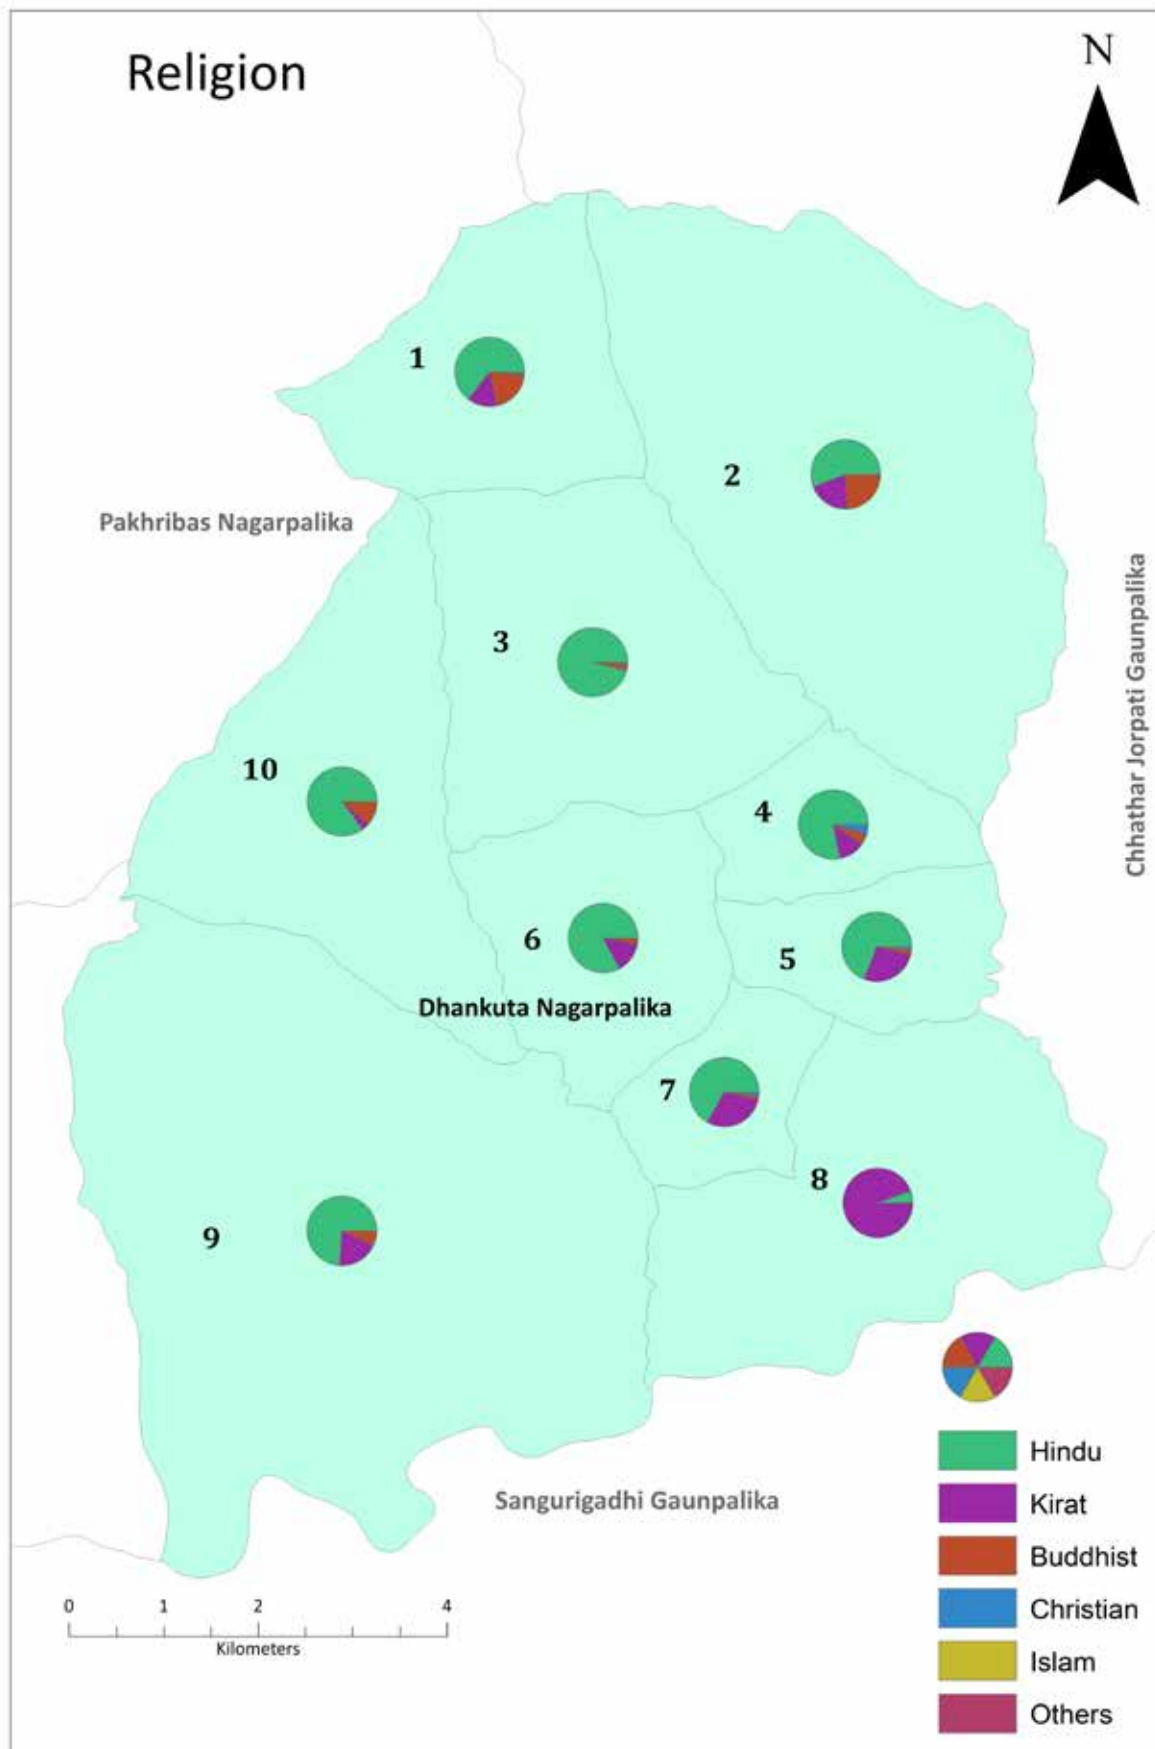 Religion
N
1
2
Pakhribas Nagarpalika
Chhathar Jorpati Gaunpalika
3
10
4
6
5
Dhankuta Nagarpalika
7
8
9
Hindu
Kirat
Sangurigadhi Gaunpalika
Buddhist
Christian
Islam
Others
0 1 2 4
Kilometers